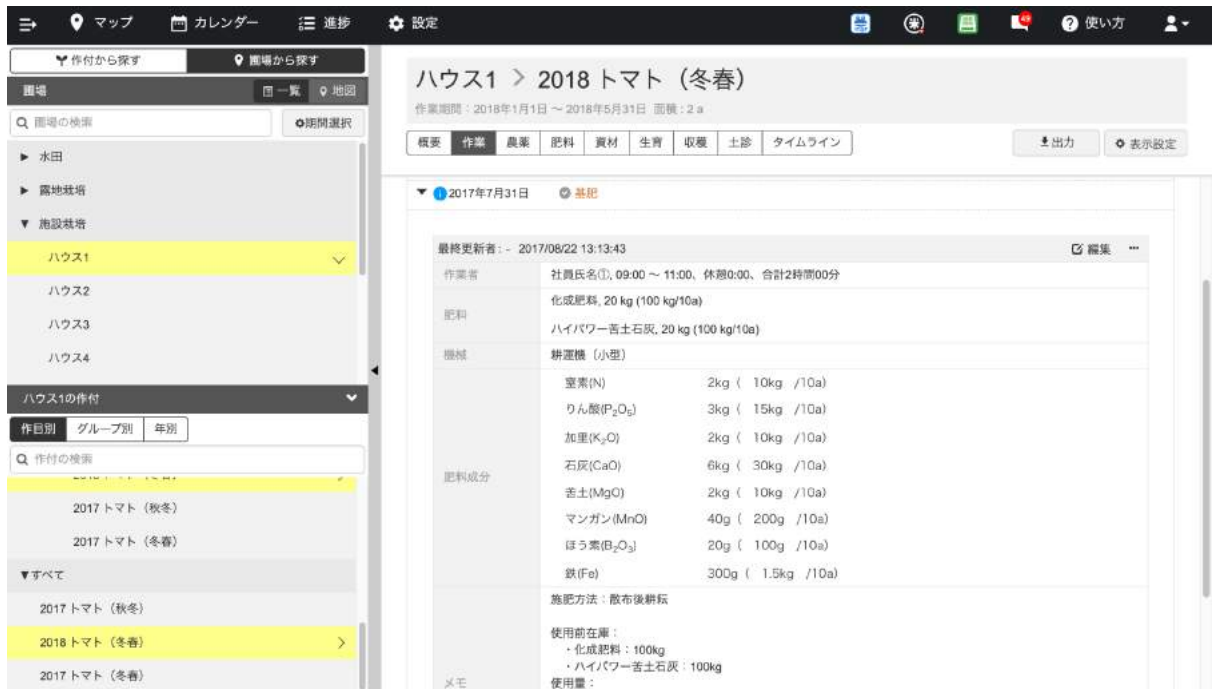 マップ カレンダー 進捗 設定 49 使い方
作付から探す 圃場から探す
圃場 一覧 地図
圃場の検索 期間選択
▶ 水田
▶ 露地栽培
▼ 施設栽培
ハウス1
ハウス2
ハウス3
ハウス4
ハウス1の作付
作目別 グループ別 年別
作付の検索
2017 トマト（秋冬）
2017 トマト（冬春）
▼すべて
2017 トマト（秋冬）
2018 トマト（冬春）
2017 トマト（冬春）
ハウス1 > 2018 トマト（冬春）
作業期間：2018年1月1日 ～ 2018年5月31日 面積：2 a
概要 作業 農薬 肥料 資材 生育 収穫 土診 タイムライン 出力 表示設定
▼ 2017年7月31日 基肥
最終更新者： - 2017/08/22 13:13:43 編集 ···
作業者 社員氏名①, 09:00 ～ 11:00、休憩0:00、合計2時間00分
肥料 化成肥料, 20 kg (100 kg/10a)
ハイパワー苦土石灰, 20 kg (100 kg/10a)
機械 耕運機（小型）
肥料成分
窒素(N) 2kg ( 10kg /10a)
りん酸(P₂O₅) 3kg ( 15kg /10a)
加里(K₂O) 2kg ( 10kg /10a)
石灰(CaO) 6kg ( 30kg /10a)
苦土(MgO) 2kg ( 10kg /10a)
マンガン(MnO) 40g ( 200g /10a)
ほう素(B₂O₃) 20g ( 100g /10a)
鉄(Fe) 300g ( 1.5kg /10a)
メモ
施肥方法：散布後耕耘
使用前在庫：
・化成肥料：100kg
・ハイパワー苦土石灰：100kg
使用量：